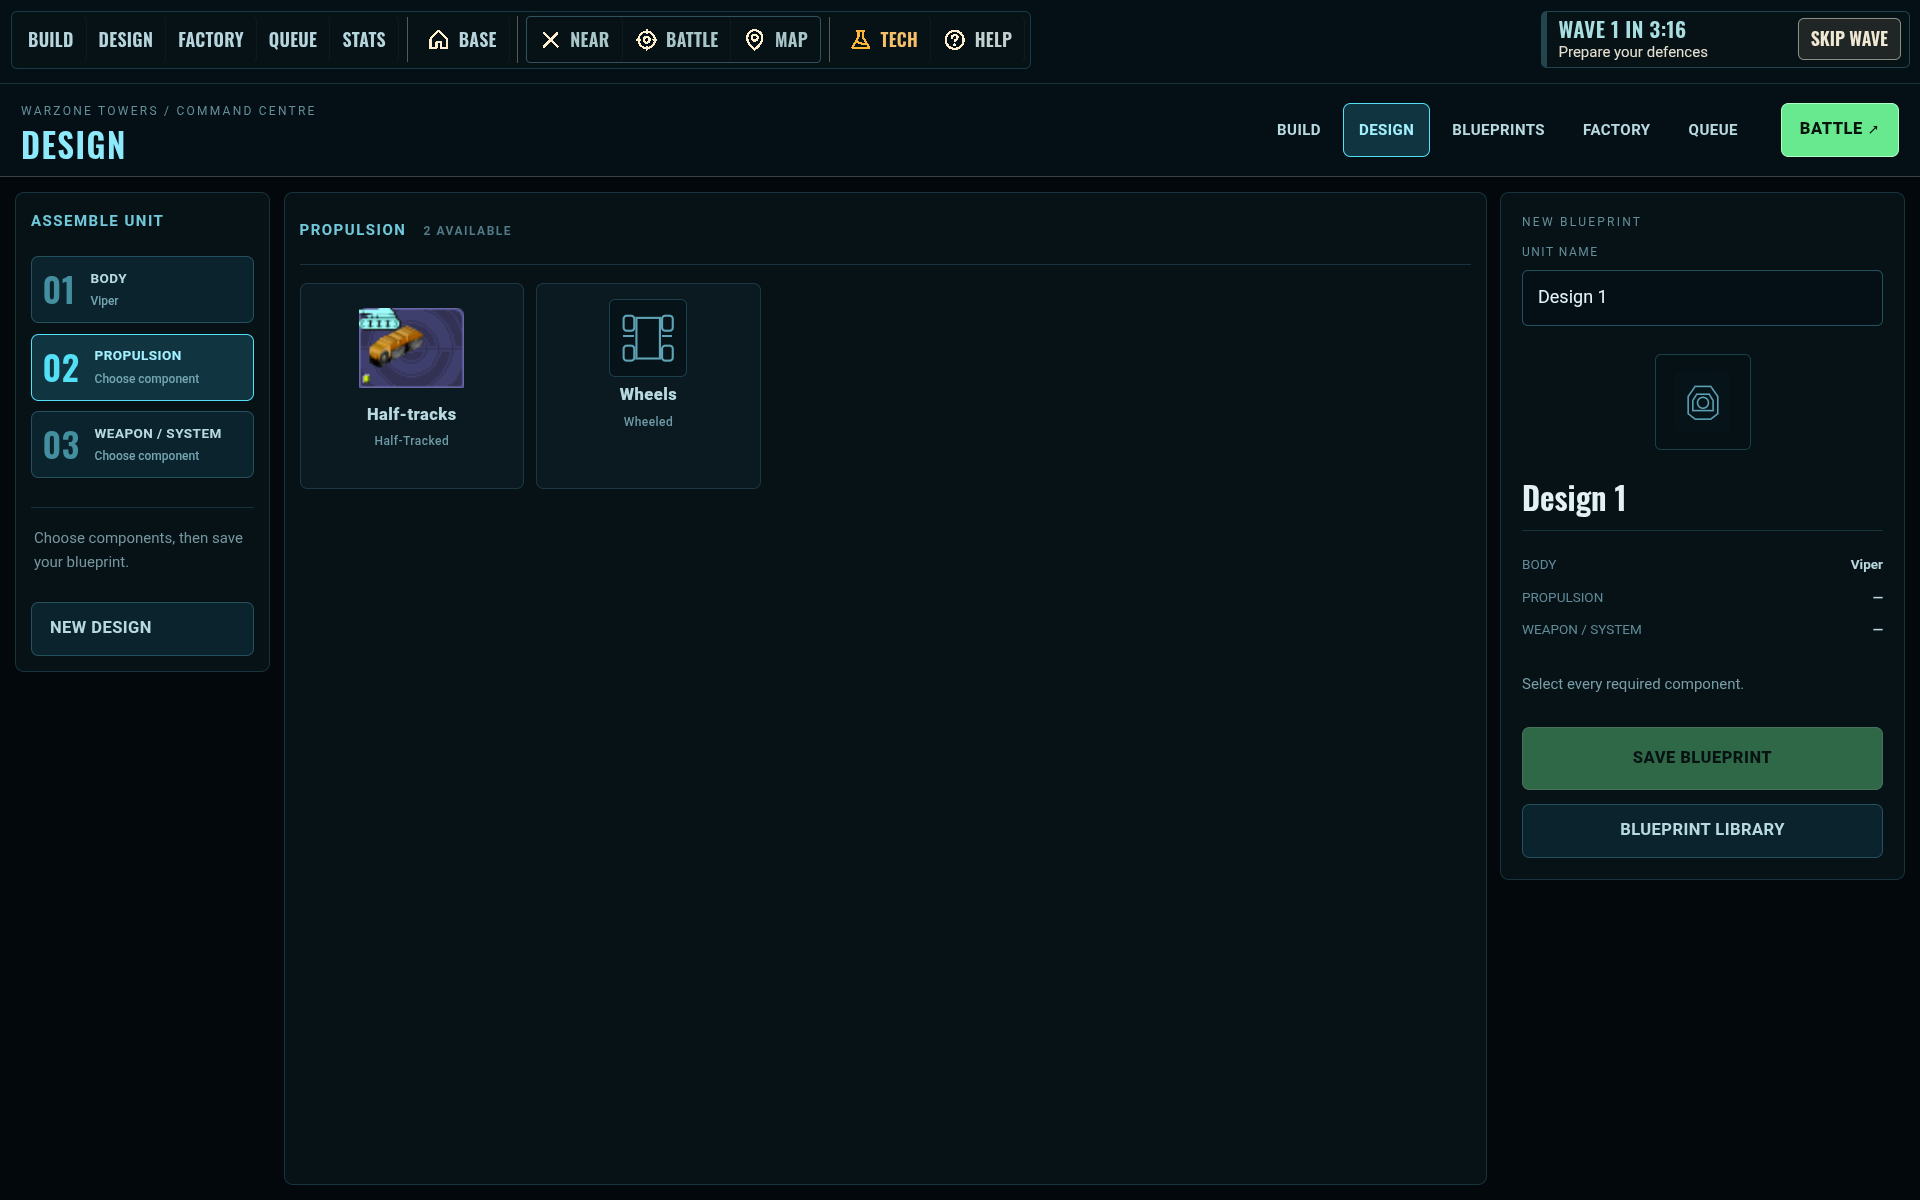 BUILD DESIGN FACTORY QUEUE STATS BASE NEAR BATTLE MAP TECH HELP
WAVE 1 IN 3:16
Prepare your defences
SKIP WAVE
WARZONE TOWERS / COMMAND CENTRE
DESIGN
BUILD DESIGN BLUEPRINTS FACTORY QUEUE BATTLE ↗
ASSEMBLE UNIT
01 BODY
Viper
02 PROPULSION
Choose component
03 WEAPON / SYSTEM
Choose component
Choose components, then save
your blueprint.
NEW DESIGN
PROPULSION 2 AVAILABLE
Half-tracks
Half-Tracked
Wheels
Wheeled
NEW BLUEPRINT
UNIT NAME
Design 1
Design 1
BODY Viper
PROPULSION –
WEAPON / SYSTEM –
Select every required component.
SAVE BLUEPRINT
BLUEPRINT LIBRARY